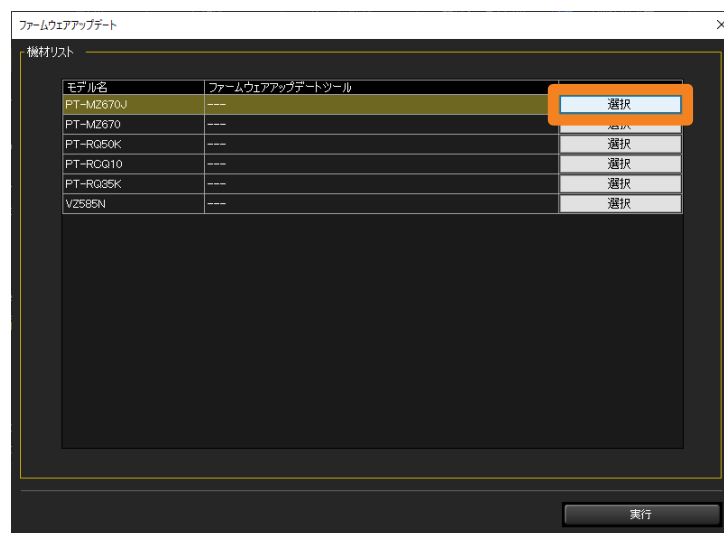 ファームウェアアップデート
機材リスト
モデル名 ファームウェアアップデートツール
PT-MZ670J --- 選択
PT-MZ670 --- 選択
PT-RQ50K --- 選択
PT-RCQ10 --- 選択
PT-RQ35K --- 選択
VZ585N --- 選択
実行